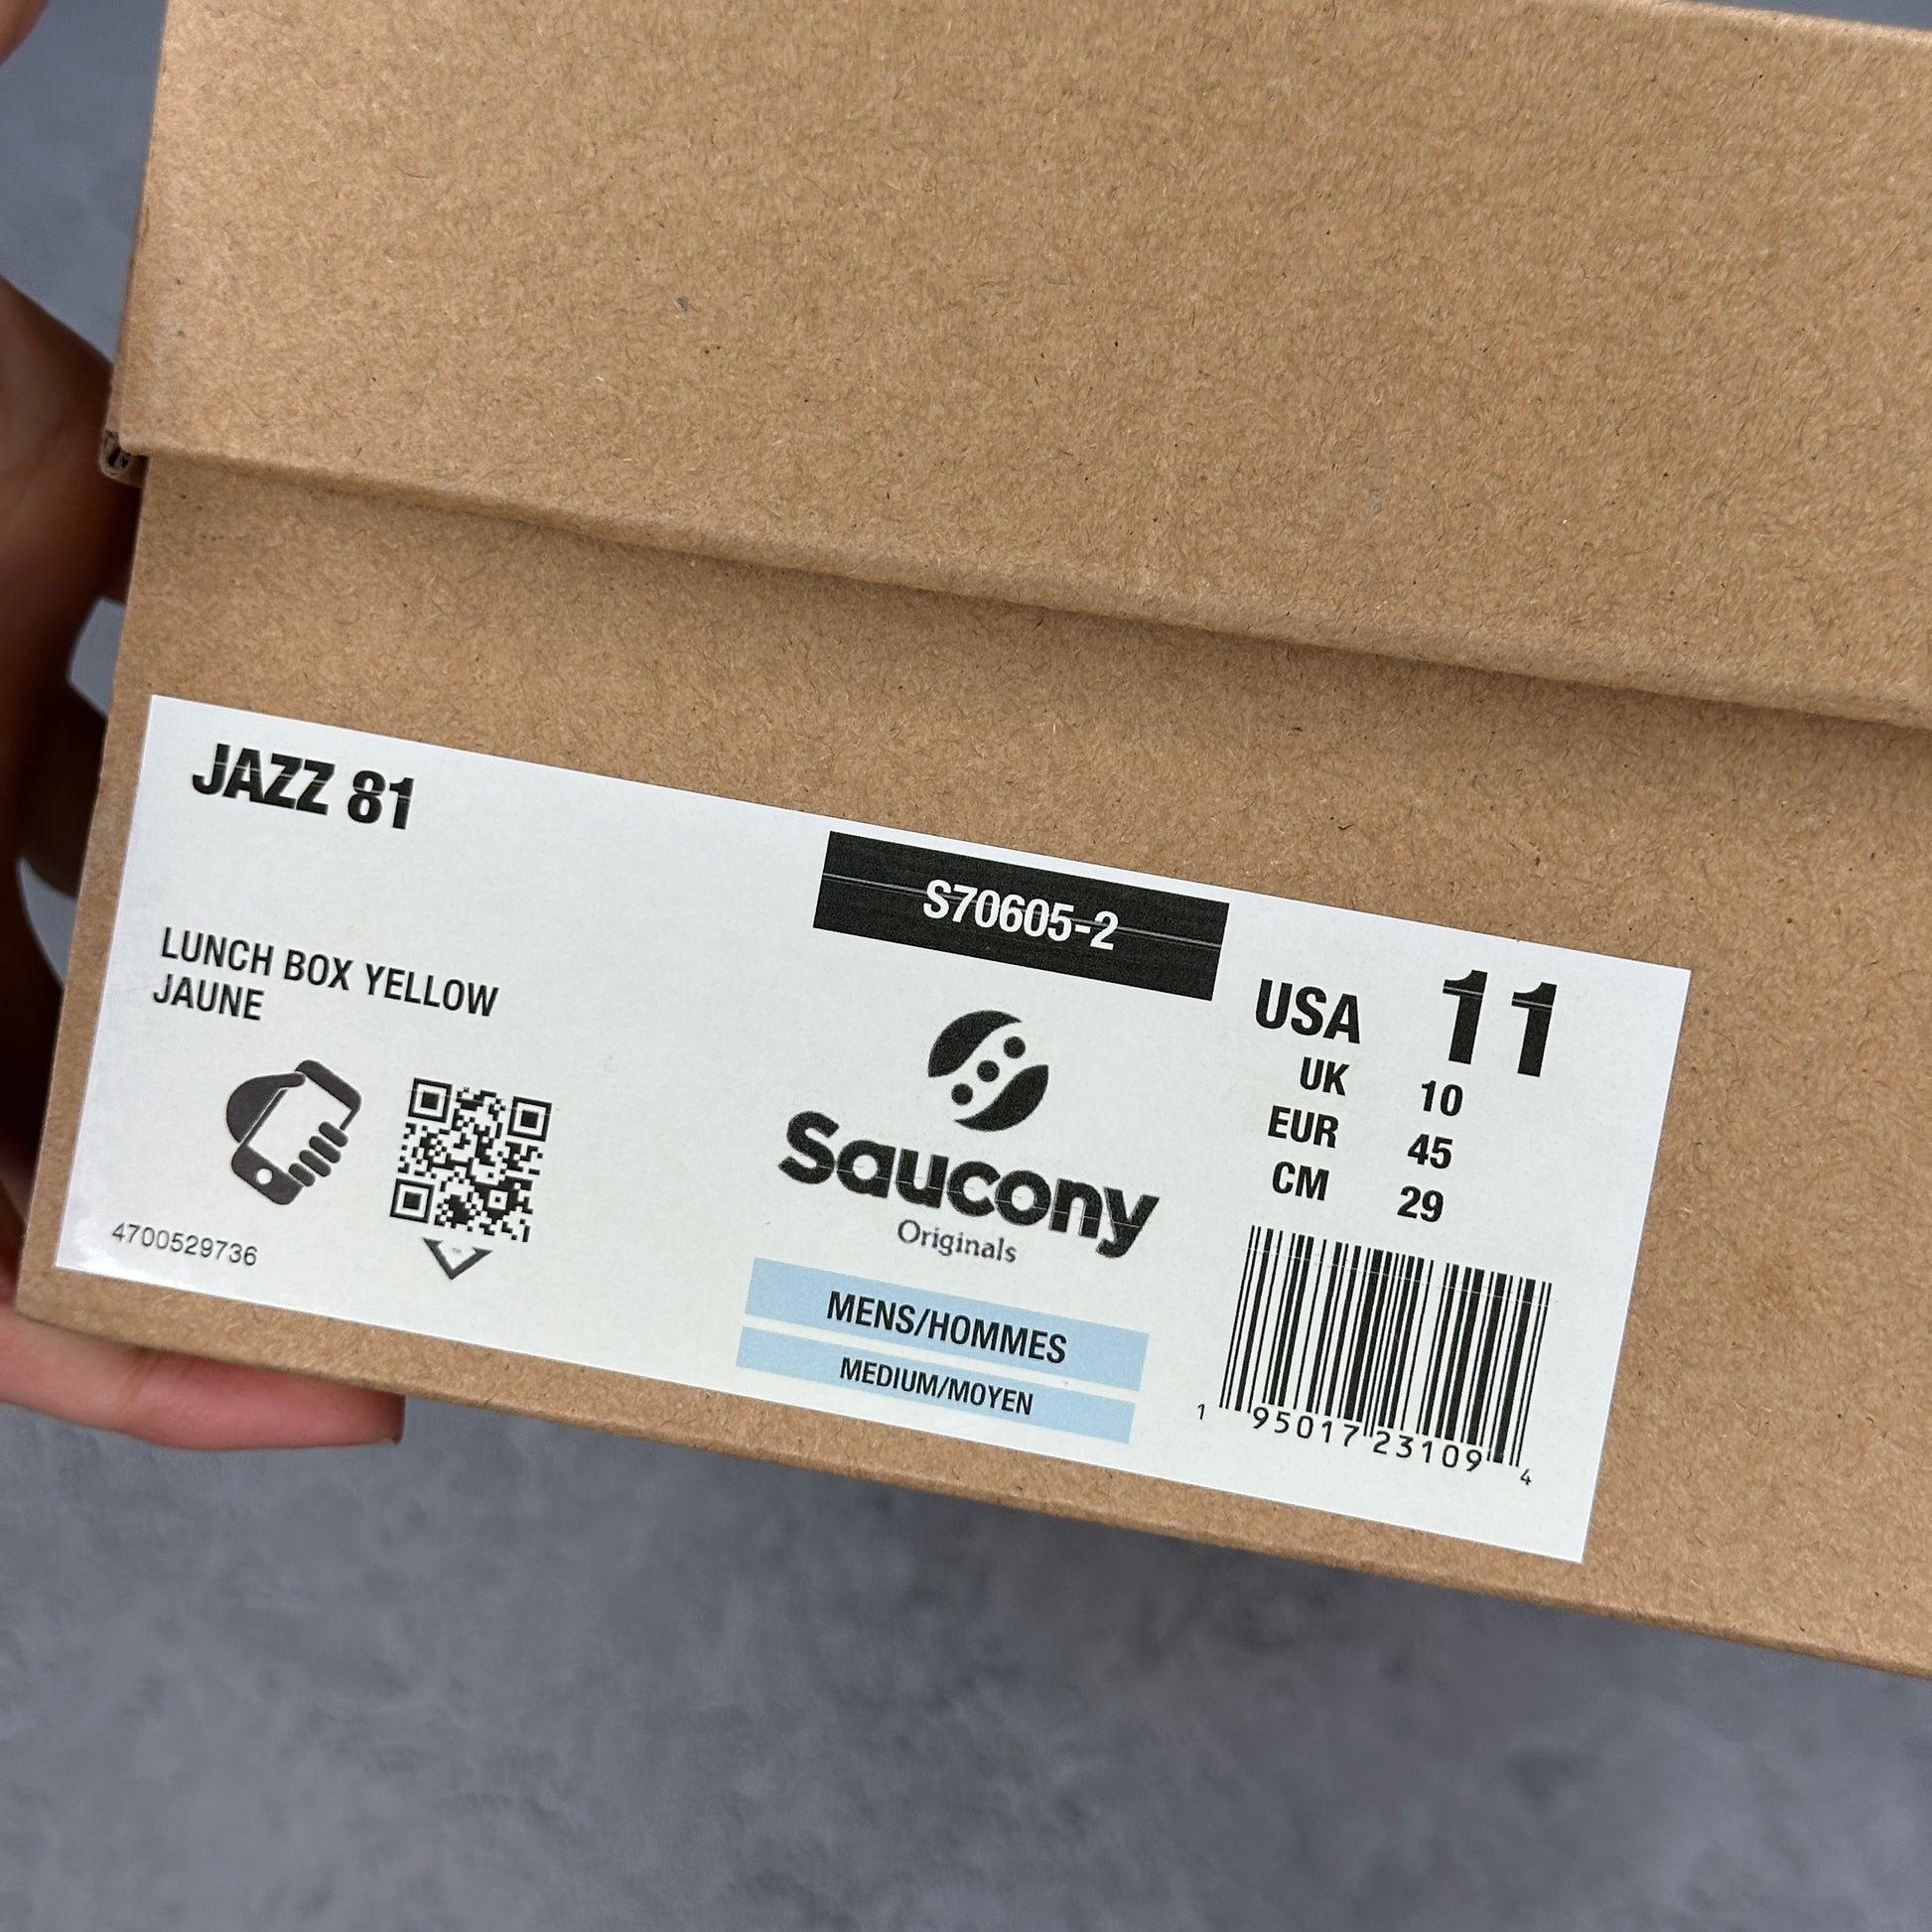 JAZZ 81
S70605-2
LUNCH BOX YELLOW
JAUNE
4700529736
saucony
Originals
MENS/HOMMES
MEDIUM/MOYEN
USA 11
UK 10
EUR 45
CM 29
1 95017 23109 4